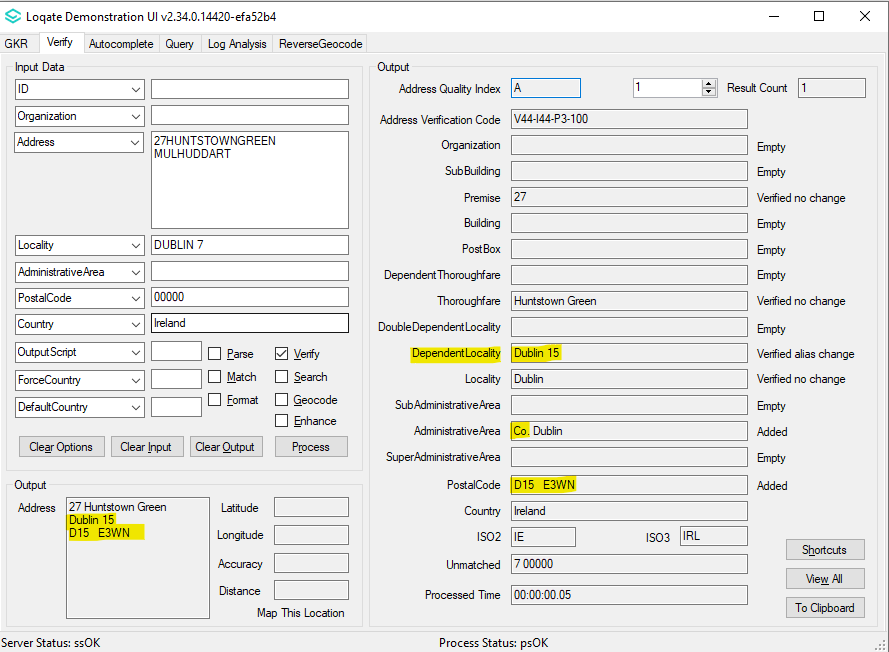 Loqate Demonstration UI v2.34.0.14420-efa52b4
GKR Verify Autocomplete Query Log Analysis ReverseGeocode
Input Data
ID
Organization
Address
27HUNTSTOWNGREEN
MULHUDDART
Locality DUBLIN 7
AdministrativeArea
PostalCode 00000
Country Ireland
OutputScript Parse Verify
ForceCountry Match Search
DefaultCountry Format Geocode
Enhance
Clear Options Clear Input Clear Output Process
Output
Address 27 Huntstown Green
Dublin 15
D15   E3WN
Latitude
Longitude
Accuracy
Distance
Map This Location
Output
Address Quality Index A 1 Result Count 1
Address Verification Code V44-I44-P3-100
Organization Empty
SubBuilding Empty
Premise 27 Verified no change
Building Empty
PostBox Empty
DependentThoroughfare Empty
Thoroughfare Huntstown Green Verified no change
DoubleDependentLocality Empty
DependentLocality Dublin 15 Verified alias change
Locality Dublin Verified no change
SubAdministrativeArea Empty
AdministrativeArea Co. Dublin Added
SuperAdministrativeArea Empty
PostalCode D15   E3WN Added
Country Ireland
ISO2 IE ISO3 IRL
Unmatched 7 00000
Processed Time 00:00:00.05
Shortcuts
View All
To Clipboard
Server Status: ssOK Process Status: psOK